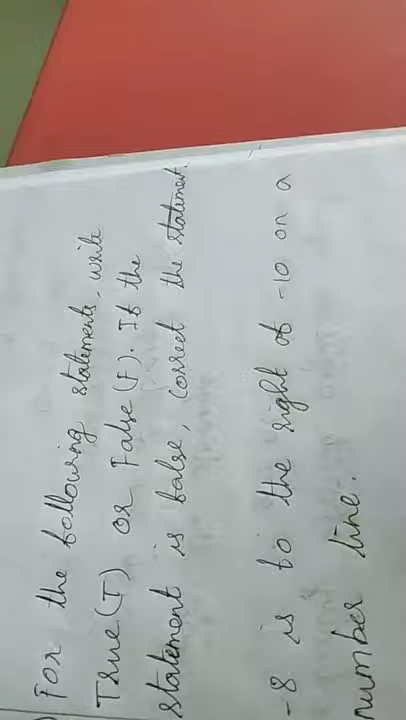 For the following statements, write
True(T) or False(F). If the
statement is false, correct the statement.
-8 is to the right of -10 on a
number line.